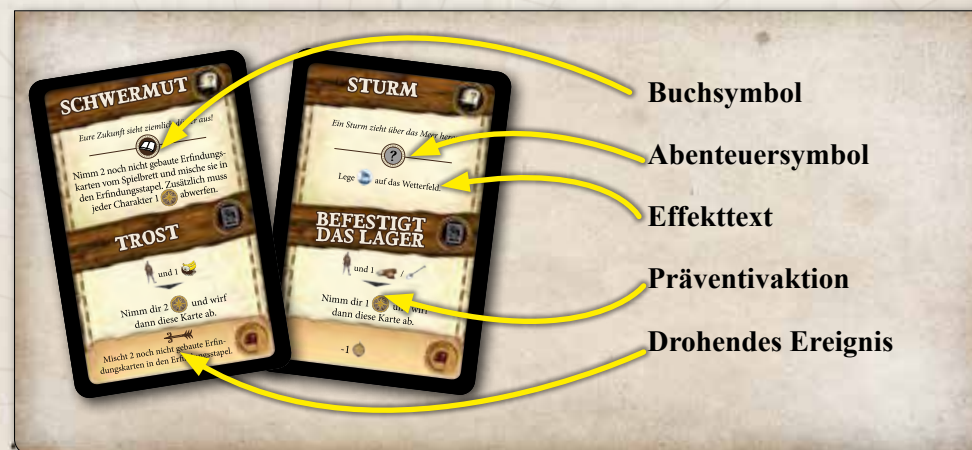 SCHWERMUT
Eure Zukunft sieht ziemlich aus!
Nimm 2 noch nicht gebaute Erfindungs-
karten vom Spielbrett und mische sie in
den Erfindungsstapel. Zusätzlich muss
jeder Charakter 1 abwerfen.
TROST
und 1
Nimm dir 2 und wirf
dann diese Karte ab.
Mischt 2 noch nicht gebaute Erfin-
dungskarten in den Erfindungsstapel.
STURM
Ein Sturm zieht über das Meer
?
Lege auf das Wetterfeld.
BEFESTIGT
DAS LAGER
und 1 /
Nimm dir 1 und wirf
dann diese Karte ab.
-1
Buchsymbol
Abenteuersymbol
Effekttext
Präventivaktion
Drohendes Ereignis